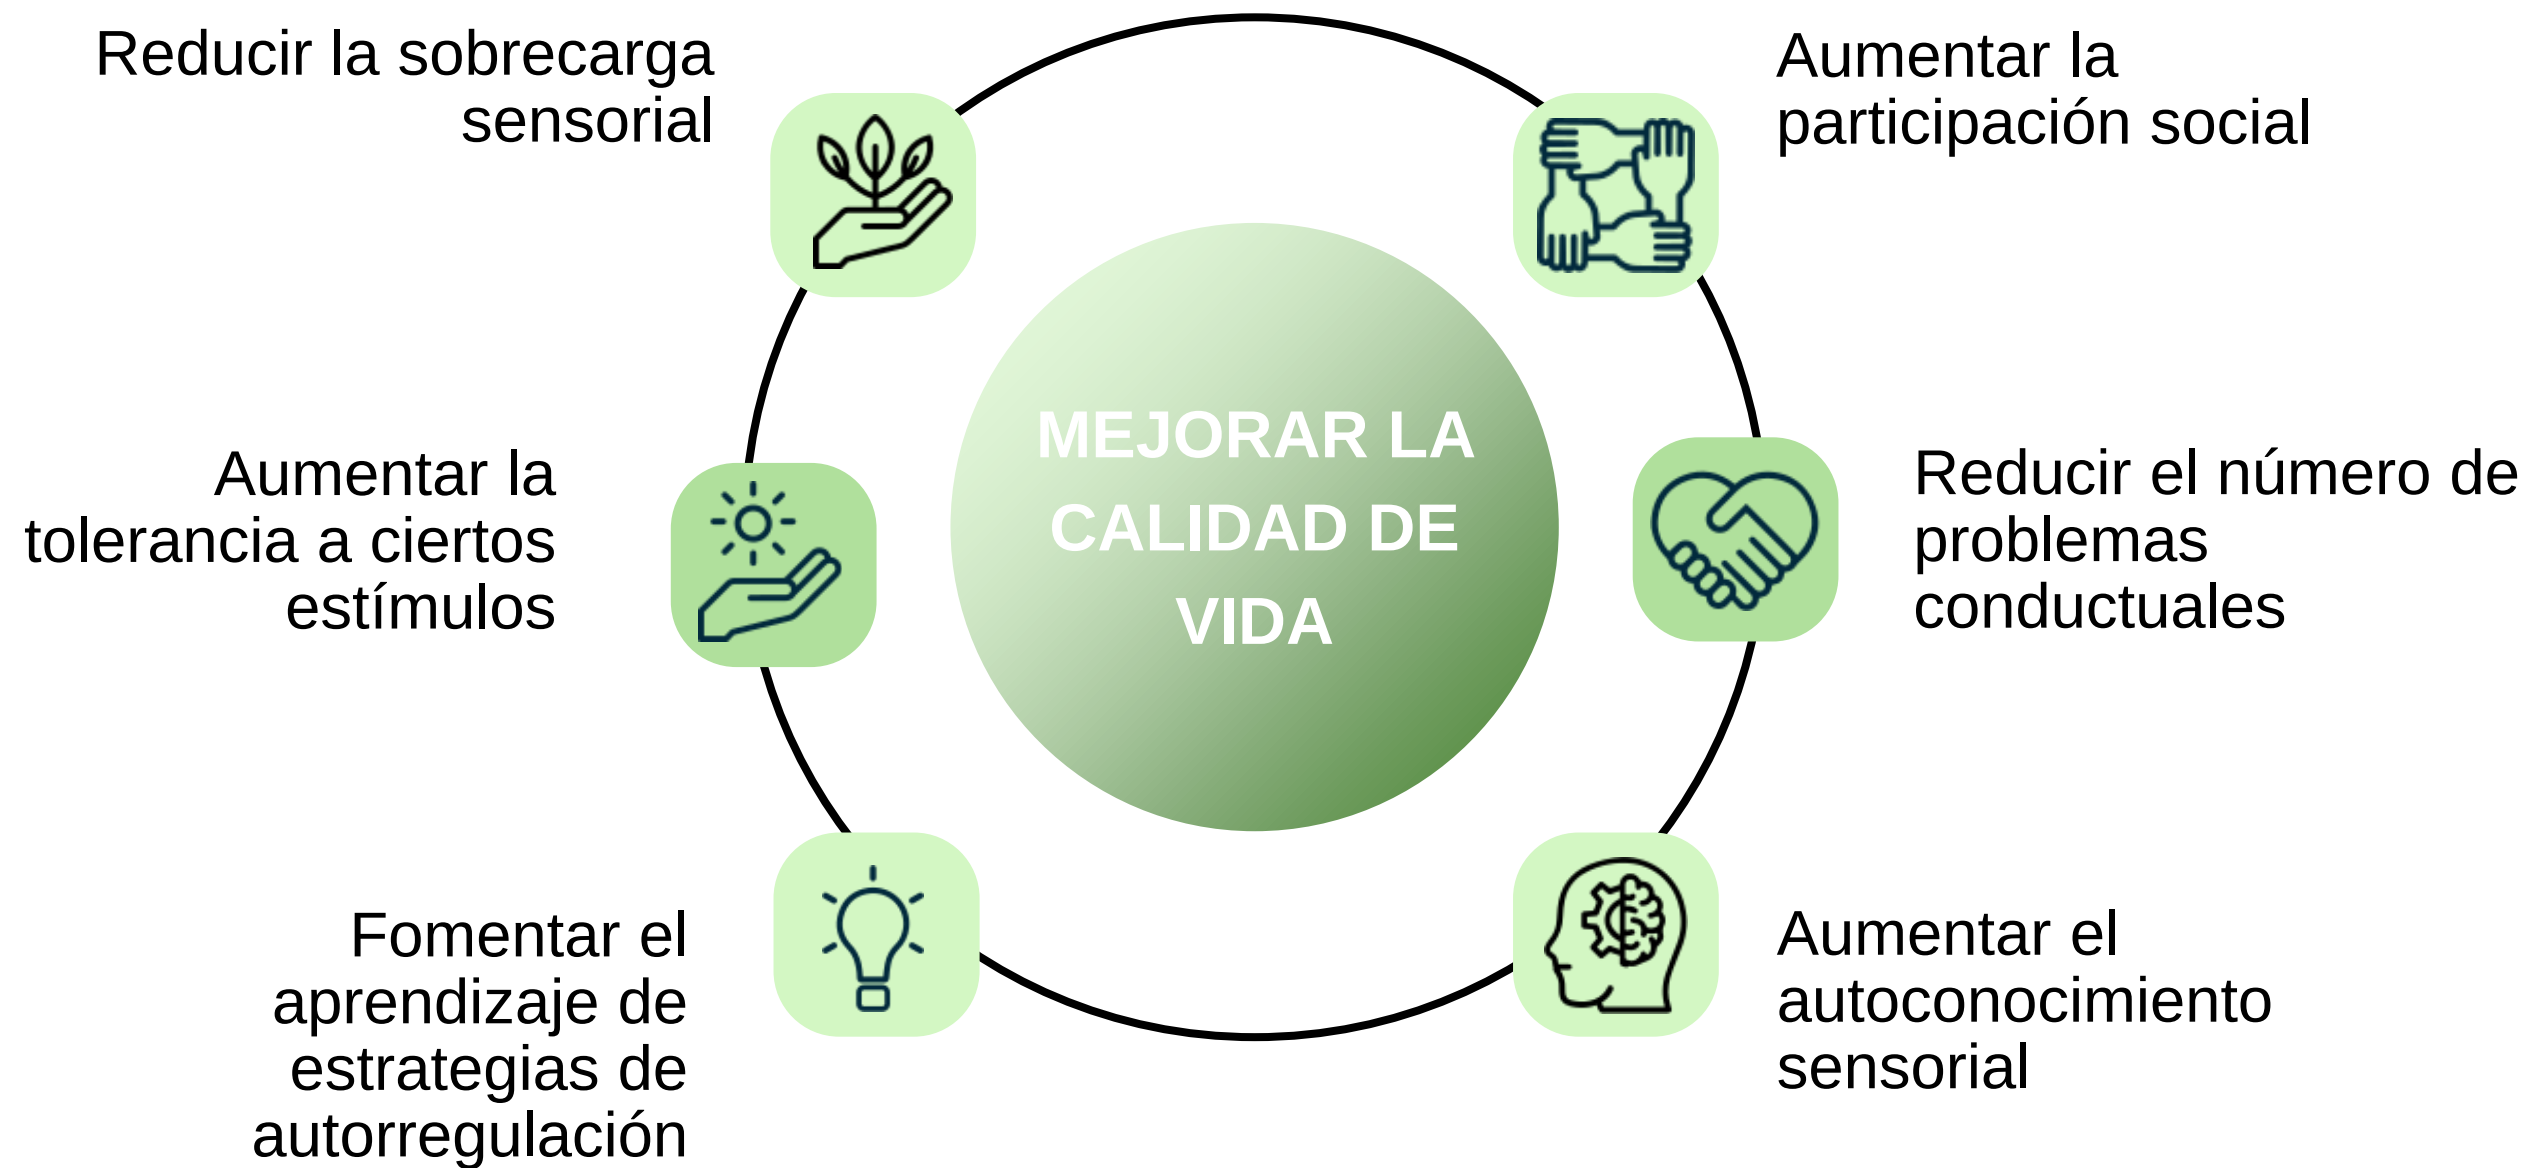 Reducir la sobrecarga
sensorial
Aumentar la
participación social
MEJORAR LA
CALIDAD DE
VIDA
Aumentar la
tolerancia a ciertos
estímulos
Reducir el número de
problemas
conductuales
Fomentar el
aprendizaje de
estrategias de
autorregulación
Aumentar el
autoconocimiento
sensorial